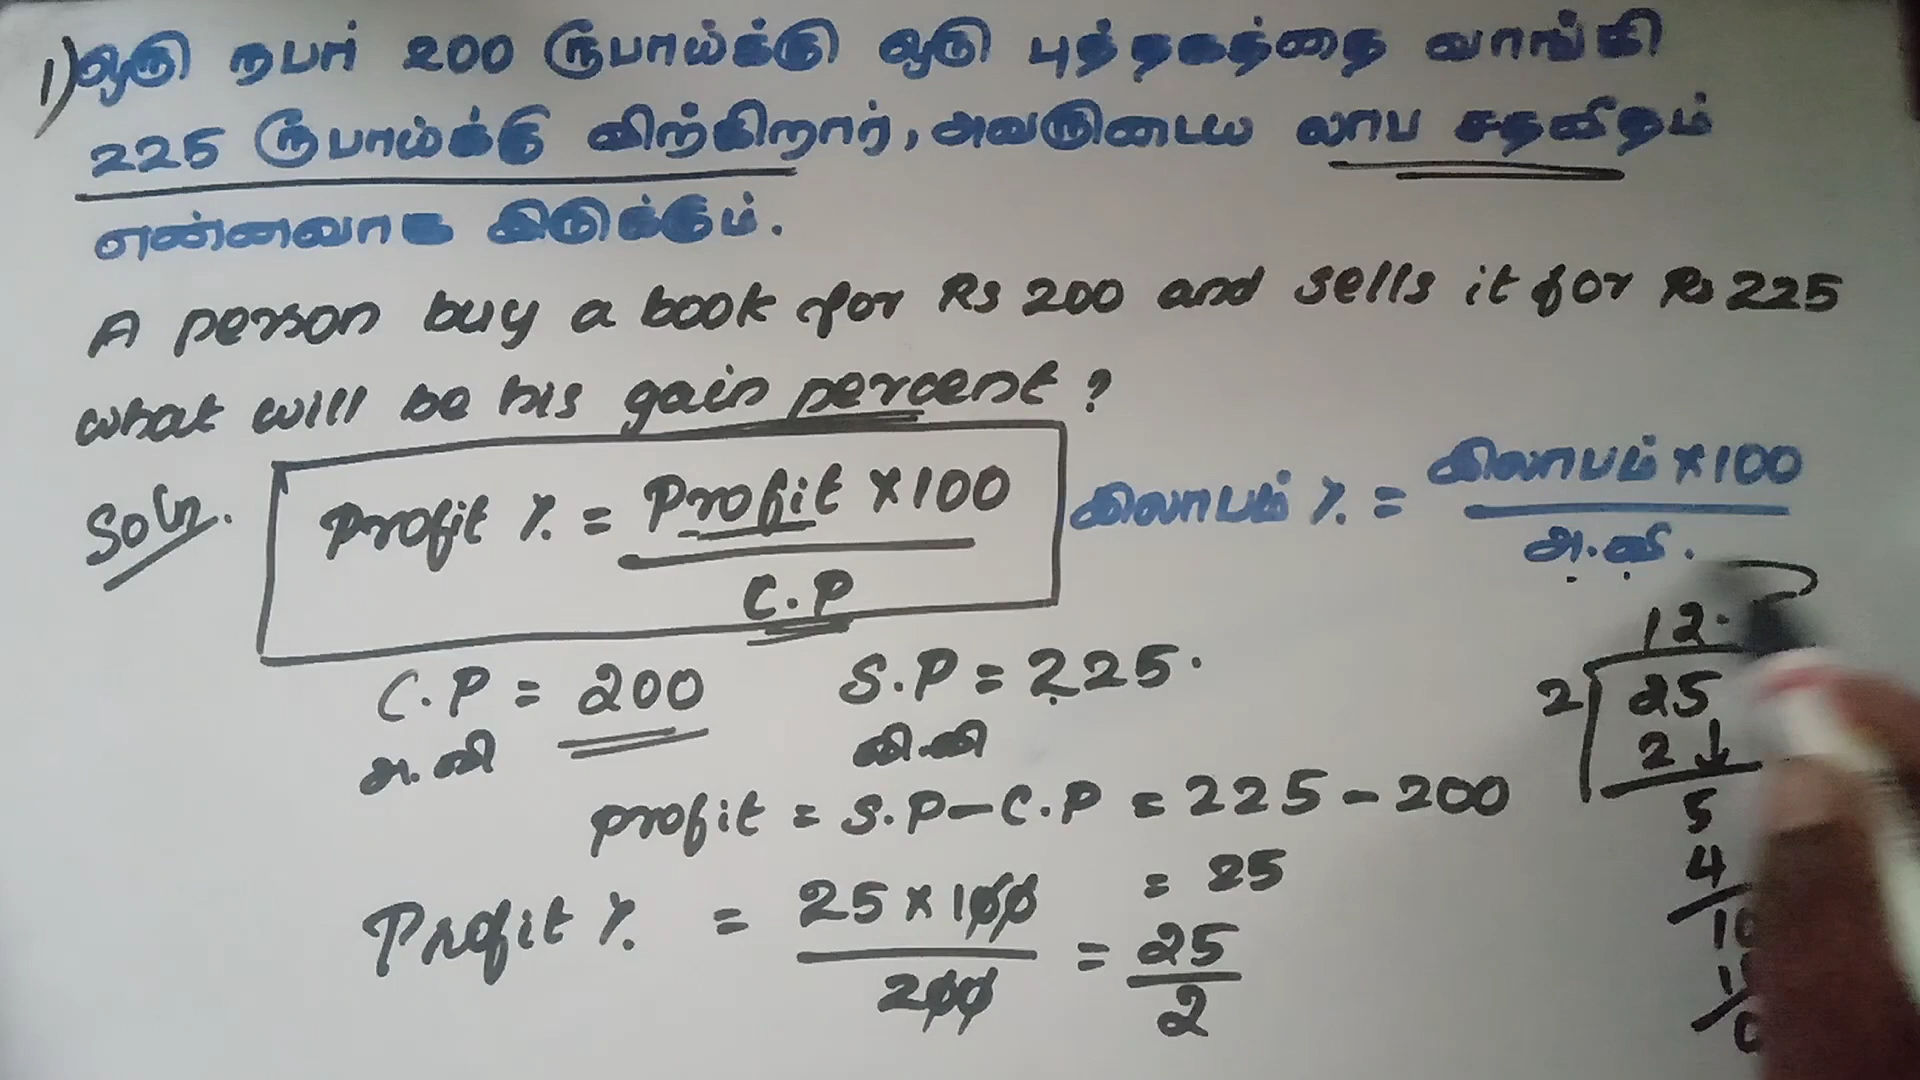 1) ஒரு நபர் 200 ரூபாய்க்கு ஒரு புத்தகத்தை வாங்கி
225 ரூபாய்க்கு விற்கிறார், அவருடைய லாப சதவிதம்
என்னவாக இருக்கும்.
A person buy a book for Rs 200 and sells it for Rs 225
what will be his gain percent?
Soln.
Profit % = Profit × 100 / C.P
இலாபம் % = இலாபம் × 100 / அ.வி.
C.P = 200 S.P = 225.
அ.வி வி.வி
profit = S.P – C.P = 225 – 200
= 25
Profit % = 25 × 100 / 200 = 25 / 2
12.
2 25
2
5
4
10
0